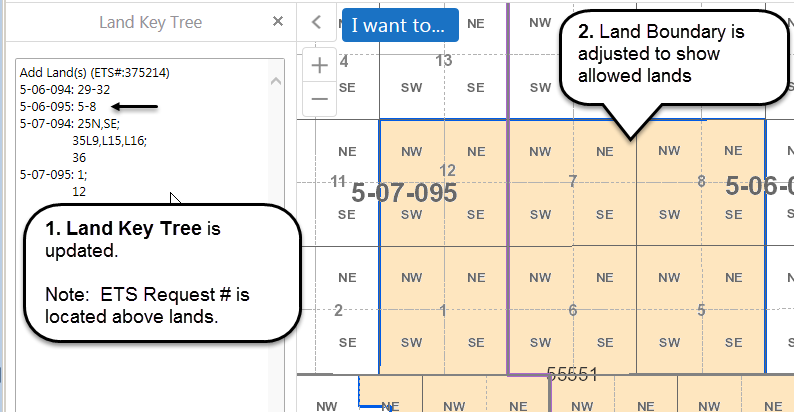 Land Key Tree ×
Add Land(s) (ETS#:375214)
5-06-094: 29-32
5-06-095: 5-8
5-07-094: 25N,SE;
35L9,L15,L16;
36
5-07-095: 1;
12
1. Land Key Tree is
updated.
Note: ETS Request # is
located above lands.
I want to...
2. Land Boundary is
adjusted to show
allowed lands
NE NW
4 13
SE SW SE SW
NE NW NE NW NE NW NE
11 12 7 8
5-07-095 5-06-0
SE SW SE SW SE SW SE
NE NW NE NW NE NW NE NW
2 1 6 5
SE SW SE SW SE SW SE
55551
NW NE NW NE NW NE NW NE